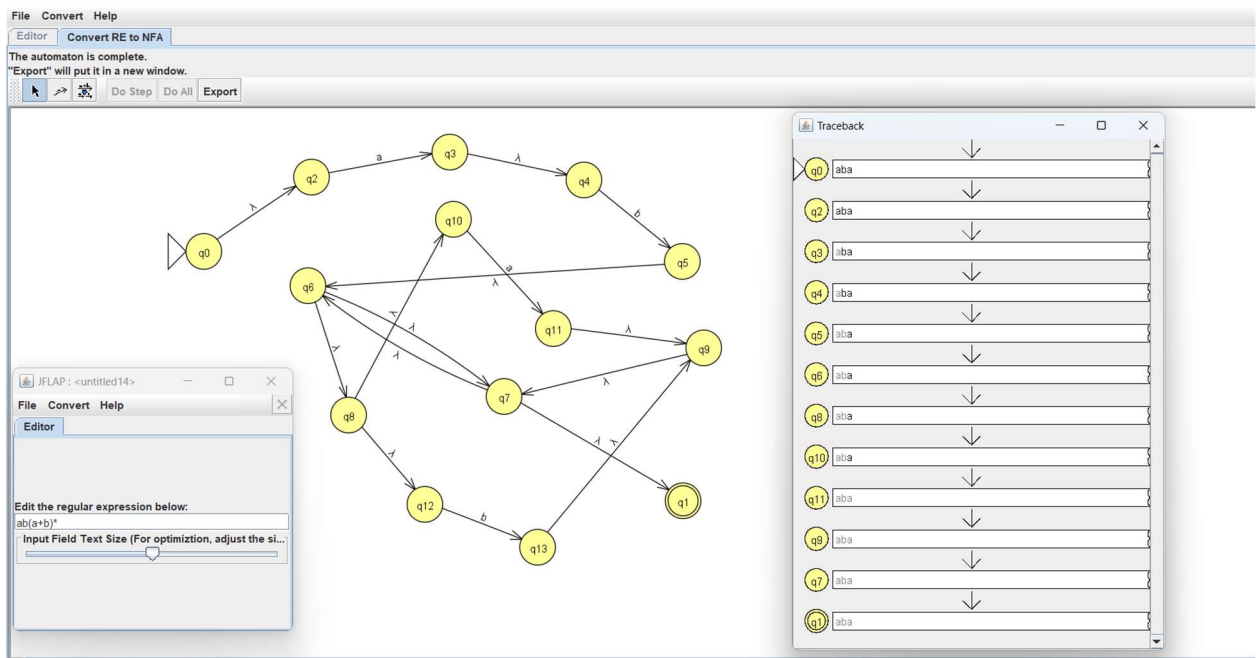 File Convert Help
Editor Convert RE to NFA
The automaton is complete.
"Export" will put it in a new window.
Do Step Do All Export
q0
λ
q2
a
q3
λ
q4
b
q5
λ
q6
λ
λ
λ
q10
a
q11
λ
q9
λ
q7
λ
q8
λ
λ
q12
b
q13
λ
q1
JFLAP : <untitled14>
File Convert Help
Editor
Edit the regular expression below:
ab(a+b)*
Input Field Text Size (For optimiztion, adjust the si...
Traceback
q0 aba
q2 aba
q3 aba
q4 aba
q5 aba
q6 aba
q8 aba
q10 aba
q11 aba
q9 aba
q7 aba
q1 aba